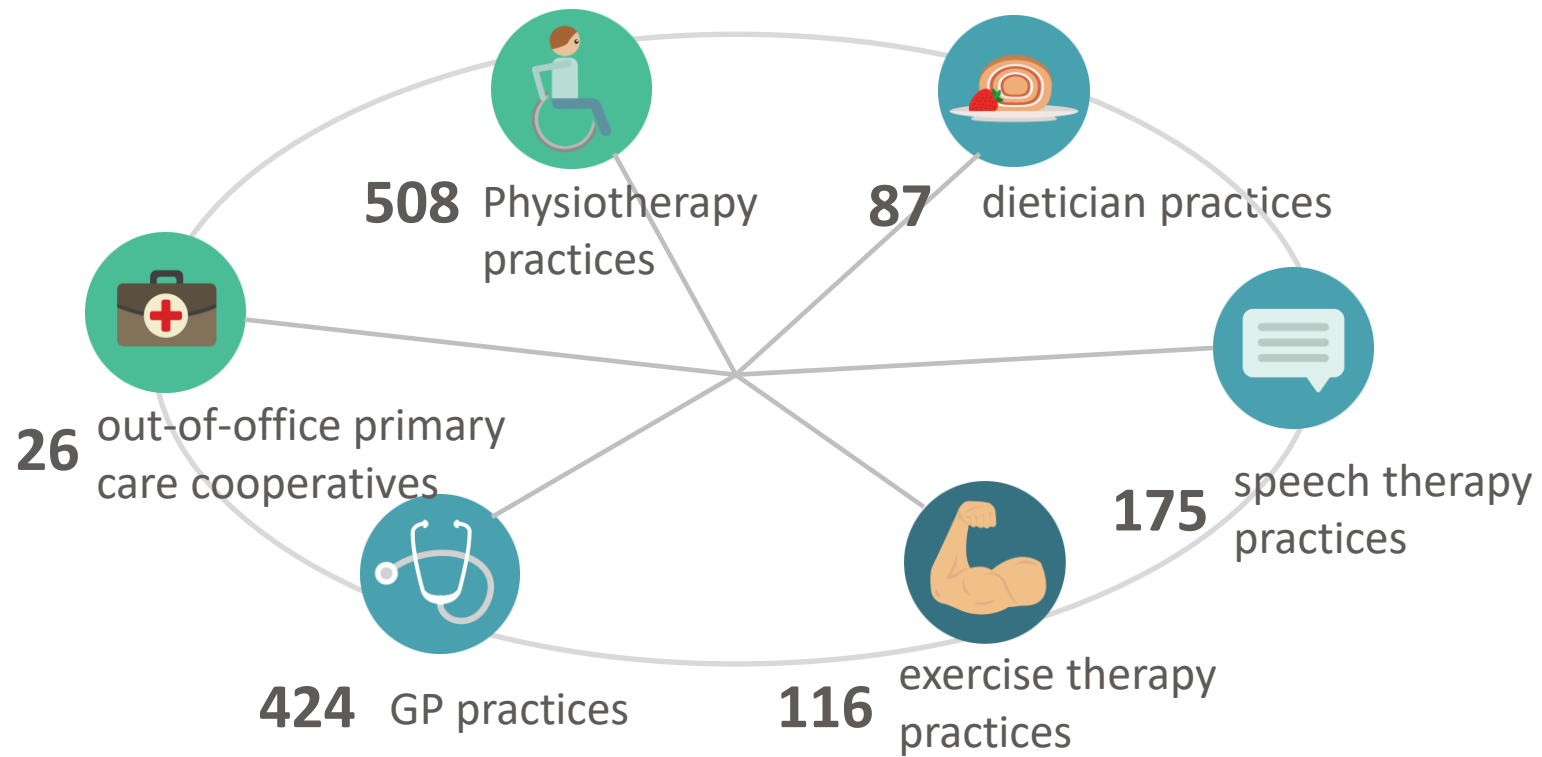 508 Physiotherapy
practices
87 dietician practices
26 out-of-office primary
care cooperatives
175 speech therapy
practices
424 GP practices
116 exercise therapy
practices